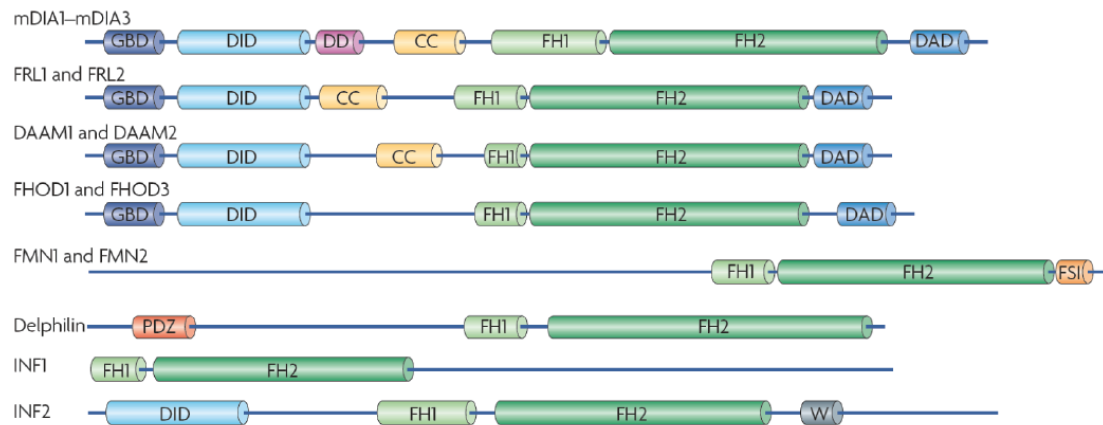 mDIA1–mDIA3
GBD DID DD CC FH1 FH2 DAD
FRL1 and FRL2
GBD DID CC FH1 FH2 DAD
DAAM1 and DAAM2
GBD DID CC FH1 FH2 DAD
FHOD1 and FHOD3
GBD DID FH1 FH2 DAD
FMN1 and FMN2
FH1 FH2 FSI
Delphilin PDZ FH1 FH2
INF1 FH1 FH2
INF2 DID FH1 FH2 W